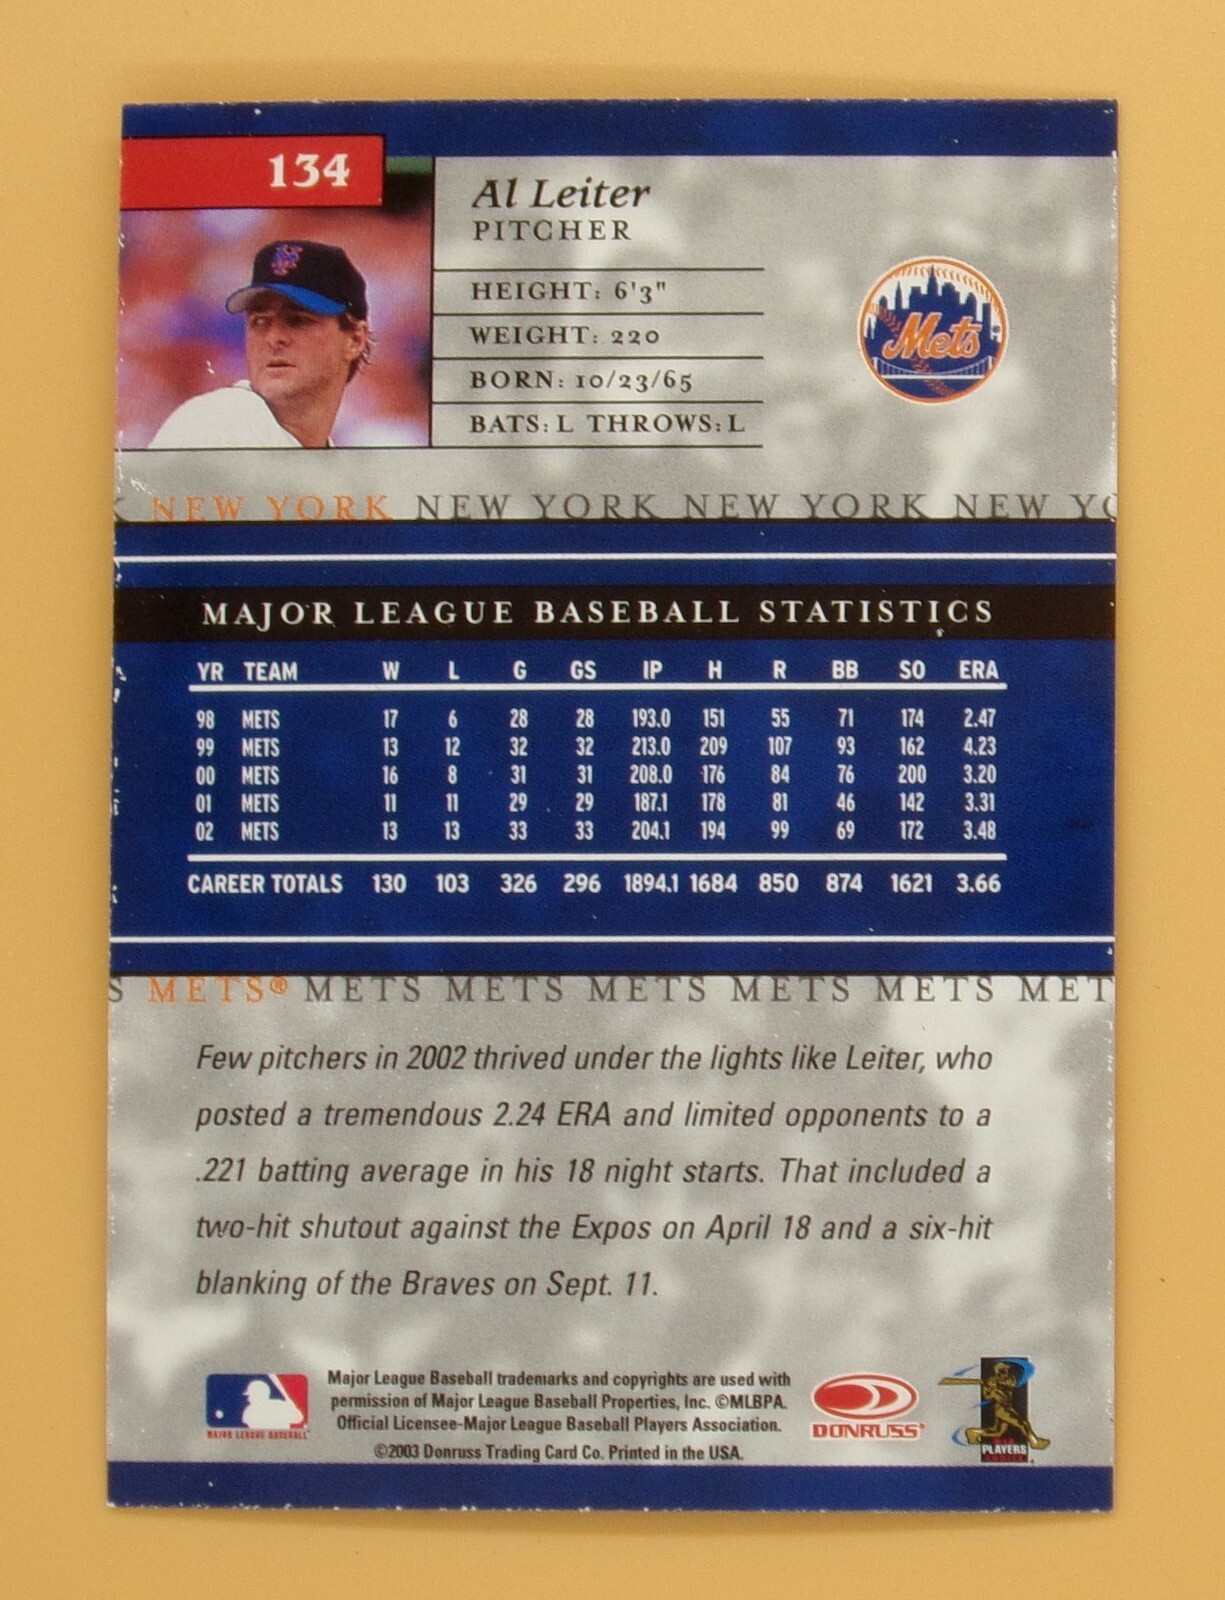 134
Al Leiter
PITCHER
HEIGHT: 6'3"
WEIGHT: 220
BORN: 10/23/65
BATS: L THROWS: L
Mets
K NEW YORK NEW YORK NEW YORK NEW YO
MAJOR LEAGUE BASEBALL STATISTICS
YR TEAM W L G GS IP H R BB SO ERA
98 METS 17 6 28 28 193.0 151 55 71 174 2.47
99 METS 13 12 32 32 213.0 209 107 93 162 4.23
00 METS 16 8 31 31 208.0 176 84 76 200 3.20
01 METS 11 11 29 29 187.1 178 81 46 142 3.31
02 METS 13 13 33 33 204.1 194 99 69 172 3.48
CAREER TOTALS 130 103 326 296 1894.1 1684 850 874 1621 3.66
S METS® METS METS METS METS METS MET
Few pitchers in 2002 thrived under the lights like Leiter, who
posted a tremendous 2.24 ERA and limited opponents to a
.221 batting average in his 18 night starts. That included a
two-hit shutout against the Expos on April 18 and a six-hit
blanking of the Braves on Sept. 11.
Major League Baseball trademarks and copyrights are used with
permission of Major League Baseball Properties, Inc. ©MLBPA.
Official Licensee-Major League Baseball Players Association.
©2003 Donruss Trading Card Co. Printed in the USA.
MAJOR LEAGUE BASEBALL
DONRUSS
PLAYERS